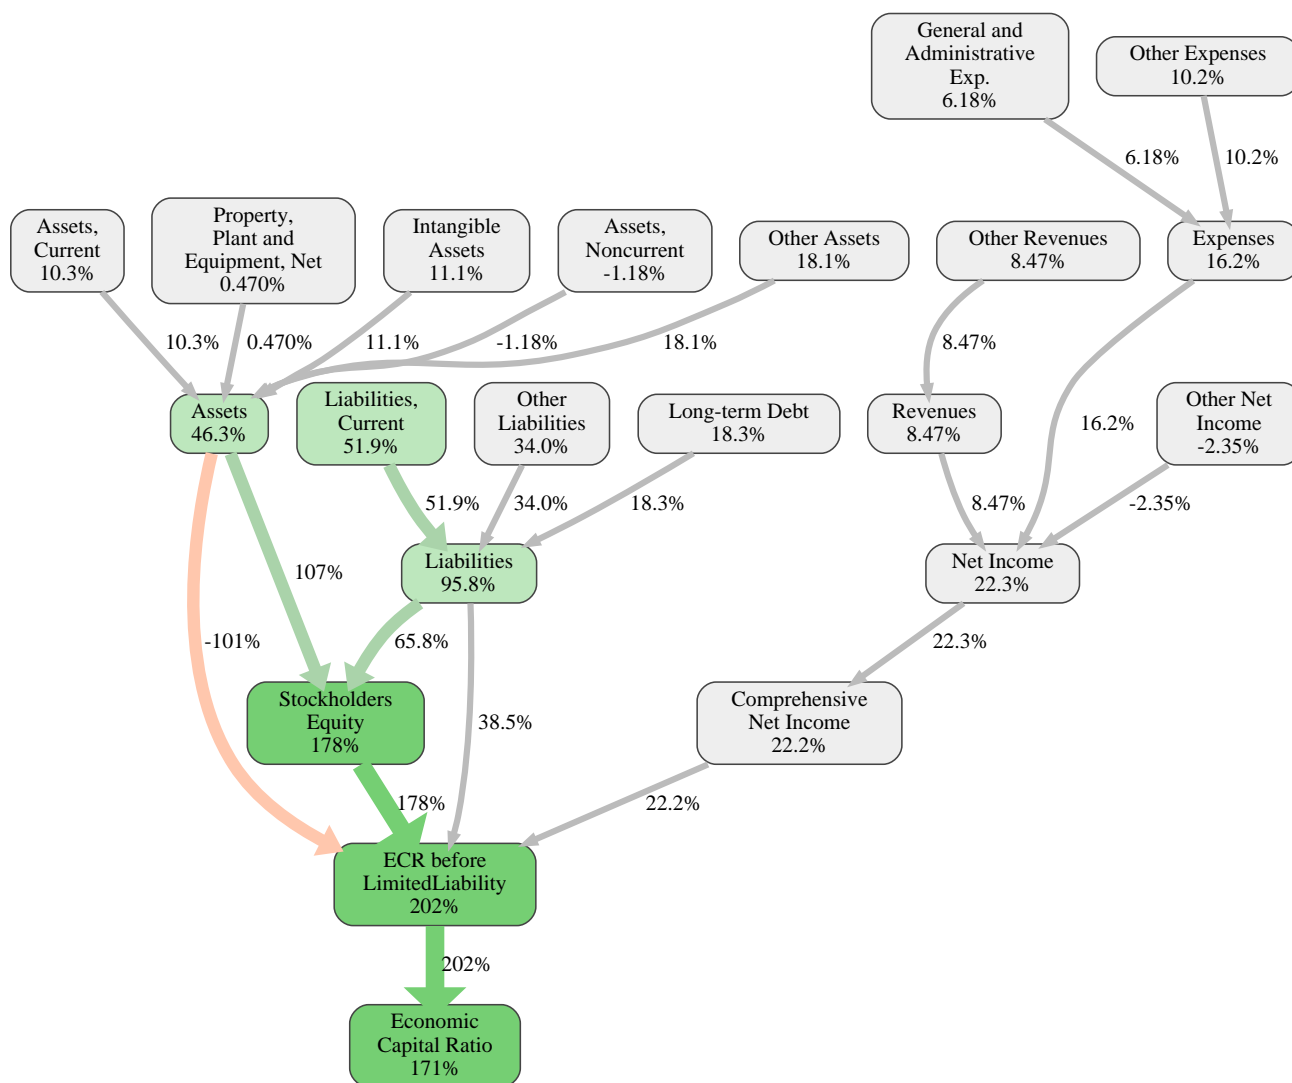 General and
Administrative
Exp.
6.18%
Other Expenses
10.2%
6.18%
10.2%
Assets,
Current
10.3%
Property,
Plant and
Equipment, Net
0.470%
Intangible
Assets
11.1%
Assets,
Noncurrent
-1.18%
Other Assets
18.1%
Other Revenues
8.47%
Expenses
16.2%
10.3%
0.470%
11.1%
-1.18%
18.1%
8.47%
Assets
46.3%
Liabilities,
Current
51.9%
Other
Liabilities
34.0%
Long-term Debt
18.3%
Revenues
8.47%
16.2%
Other Net
Income
-2.35%
51.9%
34.0%
18.3%
8.47%
-2.35%
107%
Liabilities
95.8%
Net Income
22.3%
-101%
65.8%
22.3%
Stockholders
Equity
178%
38.5%
Comprehensive
Net Income
22.2%
178%
22.2%
ECR before
LimitedLiability
202%
202%
Economic
Capital Ratio
171%